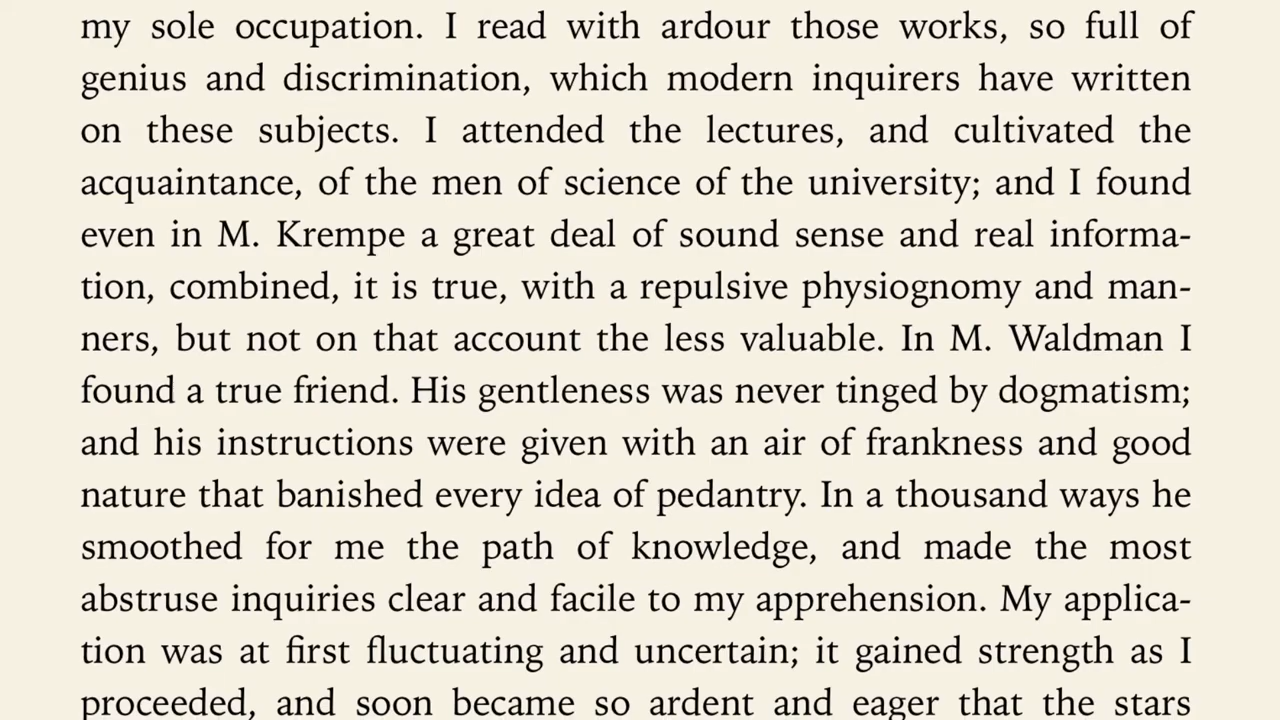 my sole occupation. I read with ardour those works, so full of
genius and discrimination, which modern inquirers have written
on these subjects. I attended the lectures, and cultivated the
acquaintance, of the men of science of the university; and I found
even in M. Krempe a great deal of sound sense and real informa-
tion, combined, it is true, with a repulsive physiognomy and man-
ners, but not on that account the less valuable. In M. Waldman I
found a true friend. His gentleness was never tinged by dogmatism;
and his instructions were given with an air of frankness and good
nature that banished every idea of pedantry. In a thousand ways he
smoothed for me the path of knowledge, and made the most
abstruse inquiries clear and facile to my apprehension. My applica-
tion was at first fluctuating and uncertain; it gained strength as I
proceeded, and soon became so ardent and eager that the stars